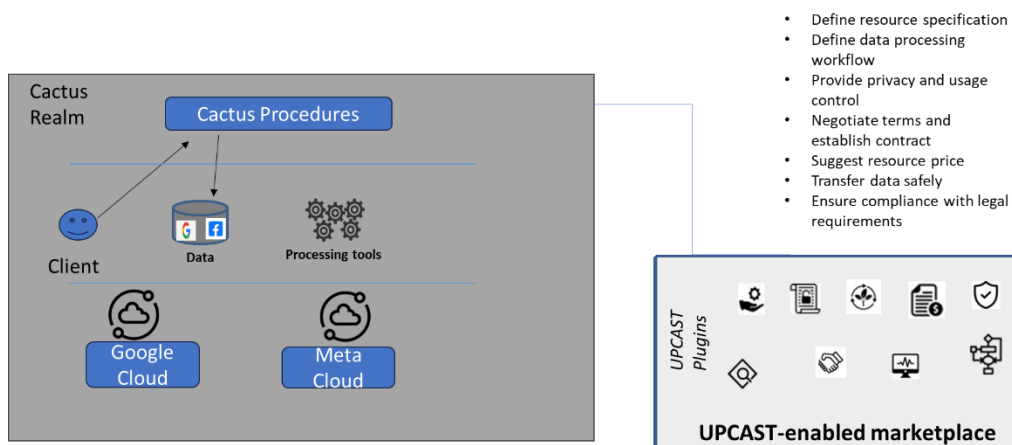 • Define resource specification
• Define data processing
workflow
• Provide privacy and usage
control
• Negotiate terms and
establish contract
• Suggest resource price
• Transfer data safely
• Ensure compliance with legal
requirements
Cactus
Realm
Cactus Procedures
Client
Data
Processing tools
Google
Cloud
Meta
Cloud
UPCAST
Plugins
UPCAST-enabled marketplace